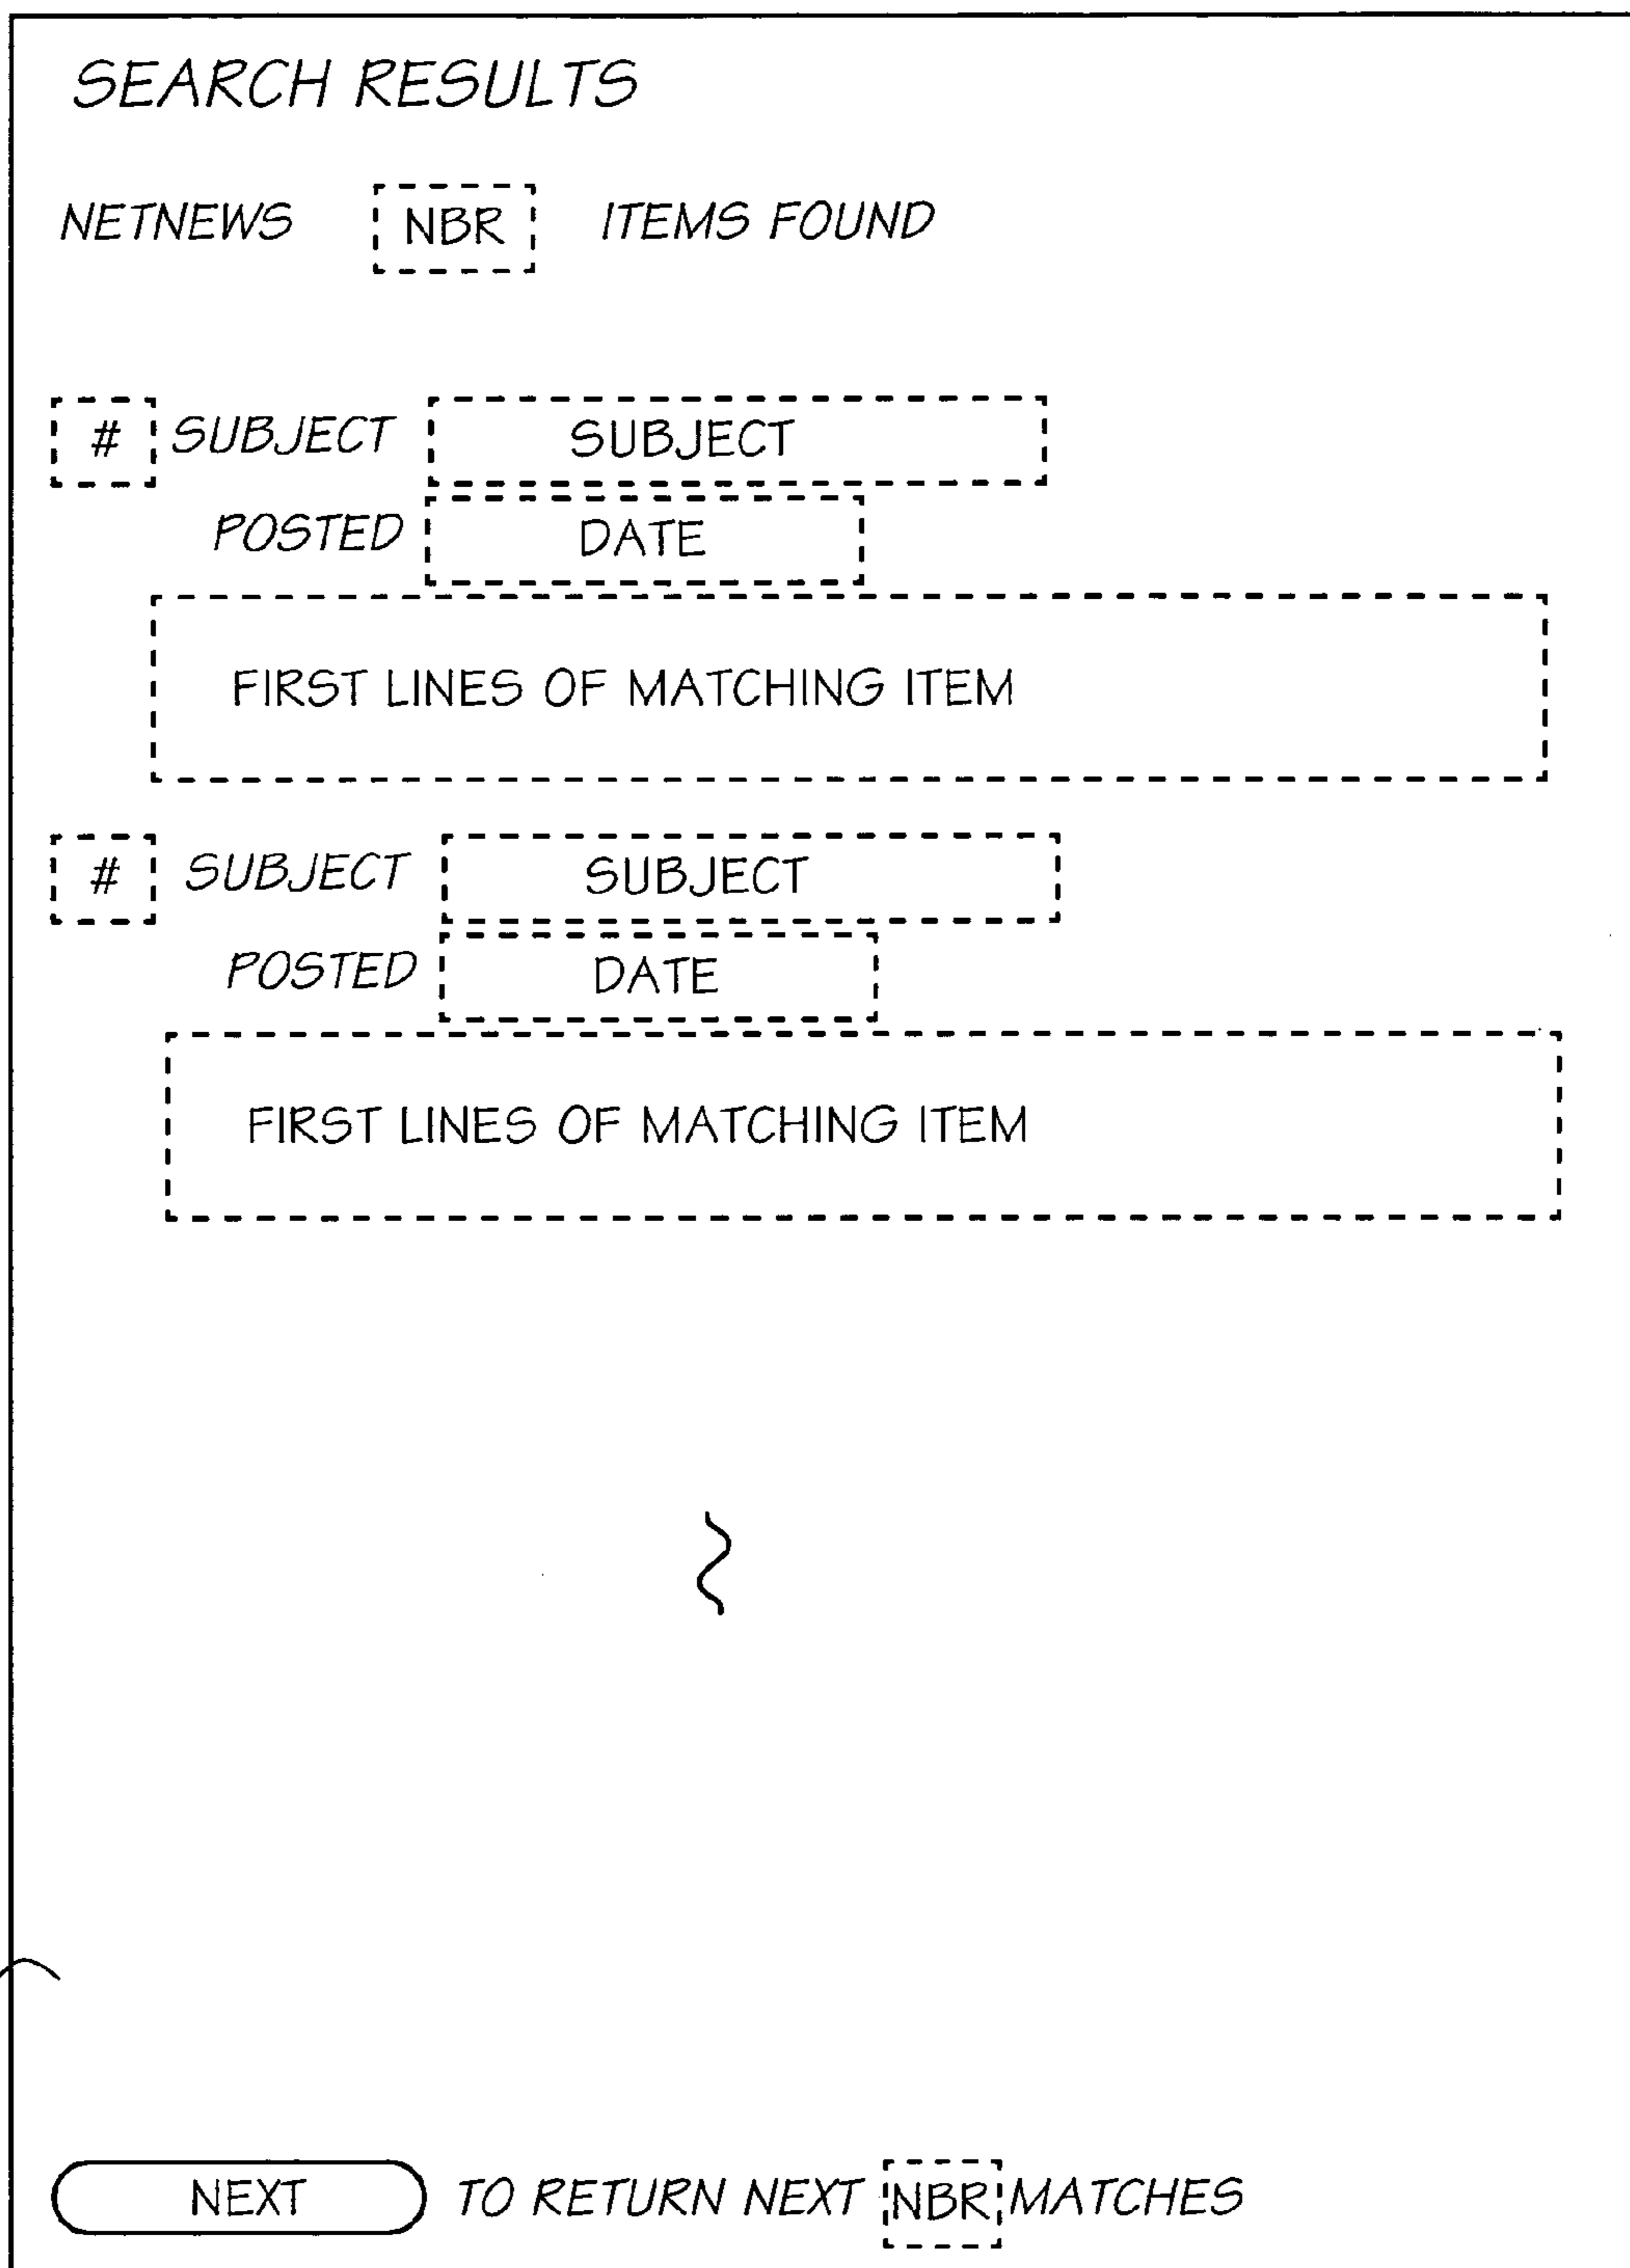 SEARCH RESULTS
NETNEWS NBR ITEMS FOUND
# SUBJECT SUBJECT
POSTED DATE
FIRST LINES OF MATCHING ITEM
# SUBJECT SUBJECT
POSTED DATE
FIRST LINES OF MATCHING ITEM
NEXT TO RETURN NEXT NBR MATCHES